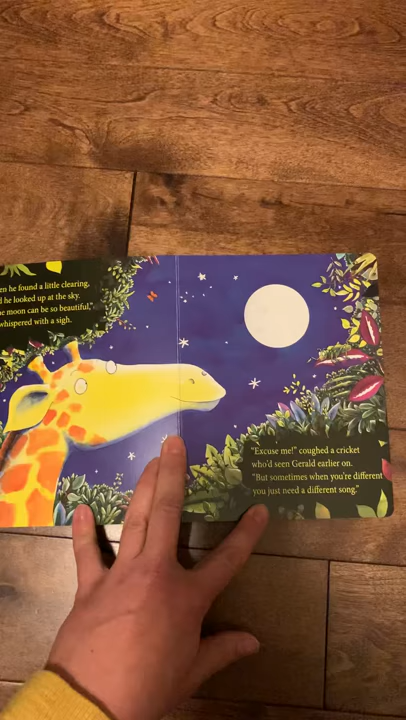 he found a little clearing,
he looked up at the sky.
moon can be so beautiful,"
whispered with a sigh.
"Excuse me!" coughed a cricket
who'd seen Gerald earlier on.
"But sometimes when you're different
you just need a different song."